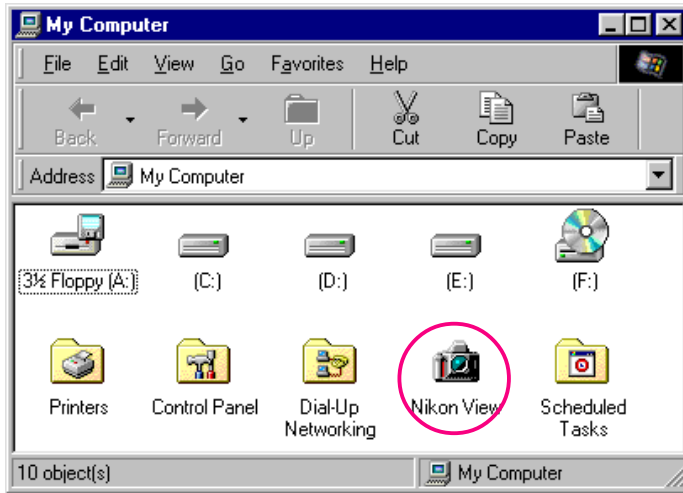 My Computer
File Edit View Go Favorites Help
Back Forward Up Cut Copy Paste
Address My Computer
3½ Floppy (A:) (C:) (D:) (E:) (F:)
Printers Control Panel Dial-Up Networking Nikon View Scheduled Tasks
10 object(s) My Computer